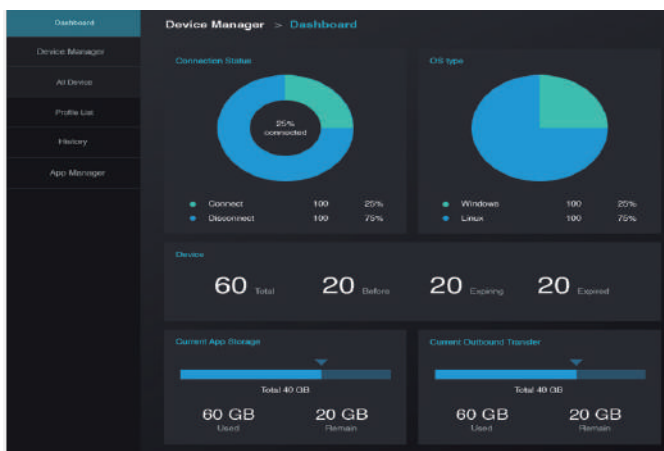 Dashboard
Device Manager
All Device
Profile List
History
App Manager
Device Manager > Dashboard
Connection Status
25%
connected
Connect 100 25%
Disconnect 100 75%
OS type
Windows 100 25%
Linux 100 75%
Device
60 Total 20 Before 20 Expiring 20 Expired
Current App Storage
Total 40 GB
60 GB 20 GB
Used Remain
Current Outbound Transfer
Total 40 GB
60 GB 20 GB
Used Remain